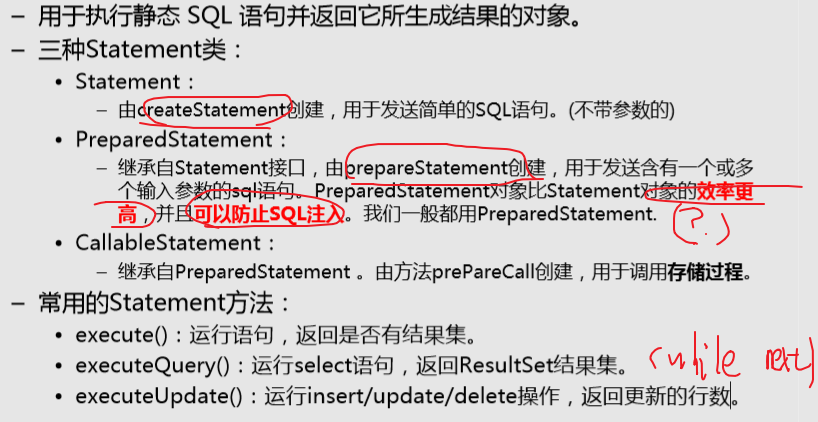 – 用于执行静态 SQL 语句并返回它所生成结果的对象。
– 三种Statement类：
• Statement：
– 由createStatement创建，用于发送简单的SQL语句。(不带参数的)
• PreparedStatement：
– 继承自Statement接口，由prepareStatement创建，用于发送含有一个或多
个输入参数的sql语句。PreparedStatement对象比Statement对象的效率更
高，并且可以防止SQL注入。我们一般都用PreparedStatement.
(?.)
• CallableStatement：
– 继承自PreparedStatement 。由方法prePareCall创建，用于调用存储过程。
– 常用的Statement方法：
• execute()：运行语句，返回是否有结果集。
• executeQuery()：运行select语句，返回ResultSet结果集。 (while next)
• executeUpdate()：运行insert/update/delete操作，返回更新的行数。